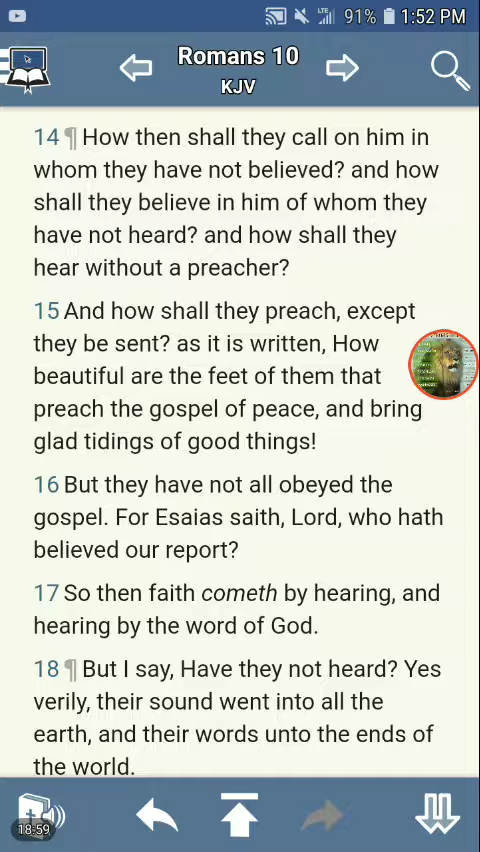 LTE 91% 1:52 PM
Romans 10
KJV
14 ¶ How then shall they call on him in
whom they have not believed? and how
shall they believe in him of whom they
have not heard? and how shall they
hear without a preacher?
15 And how shall they preach, except
they be sent? as it is written, How
beautiful are the feet of them that
preach the gospel of peace, and bring
glad tidings of good things!
16 But they have not all obeyed the
gospel. For Esaias saith, Lord, who hath
believed our report?
17 So then faith cometh by hearing, and
hearing by the word of God.
18 ¶ But I say, Have they not heard? Yes
verily, their sound went into all the
earth, and their words unto the ends of
the world.
18:59